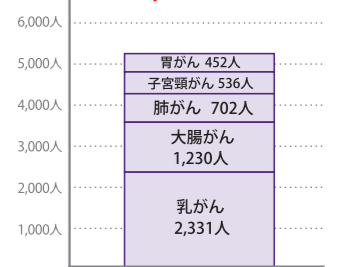 6,000人
5,000人
4,000人
3,000人
2,000人
1,000人
胃がん 452人
子宮頸がん 536人
肺がん 702人
大腸がん
1,230人
乳がん
2,331人